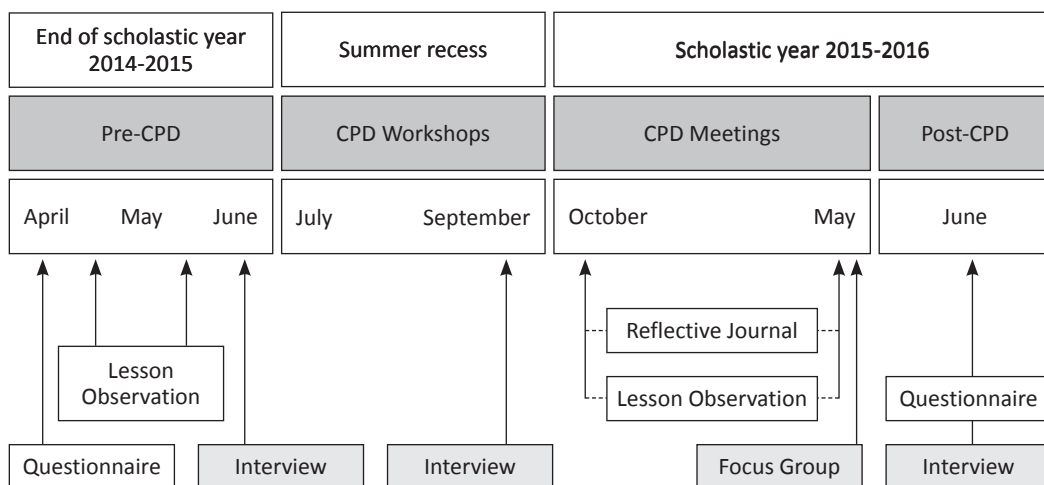 End of scholastic year
2014-2015
Summer recess
Scholastic year 2015-2016
Pre-CPD
CPD Workshops
CPD Meetings
Post-CPD
April
May
June
July
September
October
May
June
Reflective Journal
Lesson
Observation
Lesson Observation
Questionnaire
Questionnaire
Interview
Interview
Focus Group
Interview